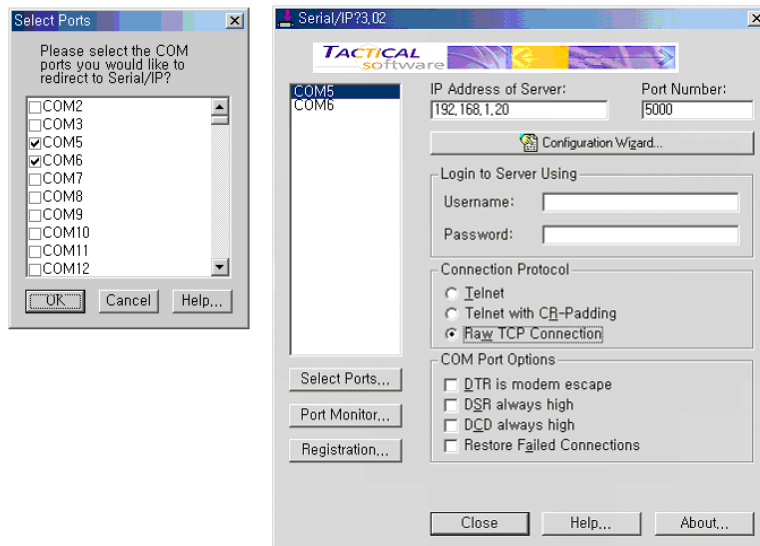 Select Ports
Please select the COM
ports you would like to
redirect to Serial/IP?
COM2
COM3
COM5
COM6
COM7
COM8
COM9
COM10
COM11
COM12
OK
Cancel
Help...
Serial/IP?3,02
TACTICAL
software
COM5
COM6
Select Ports...
Port Monitor...
Registration...
IP Address of Server:
Port Number:
192,168,1,20
5000
Configuration Wizard...
Login to Server Using
Username:
Password:
Connection Protocol
Telnet
Telnet with CR-Padding
Raw TCP Connection
COM Port Options
DTR is modem escape
DSR always high
DCD always high
Restore Failed Connections
Close
Help...
About...